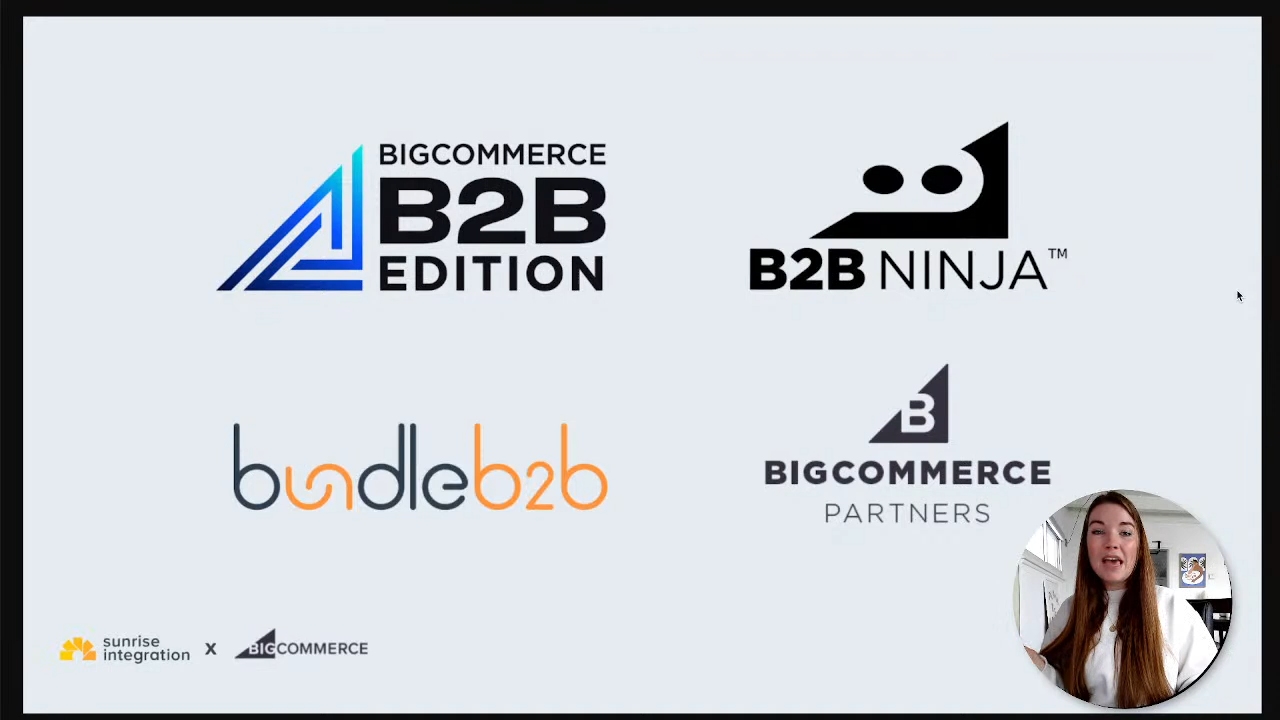 BIGCOMMERCE
B2B
EDITION
B2B NINJA™
bundleb2b
B
BIGCOMMERCE
PARTNERS
sunrise
integration
X
BIGCOMMERCE